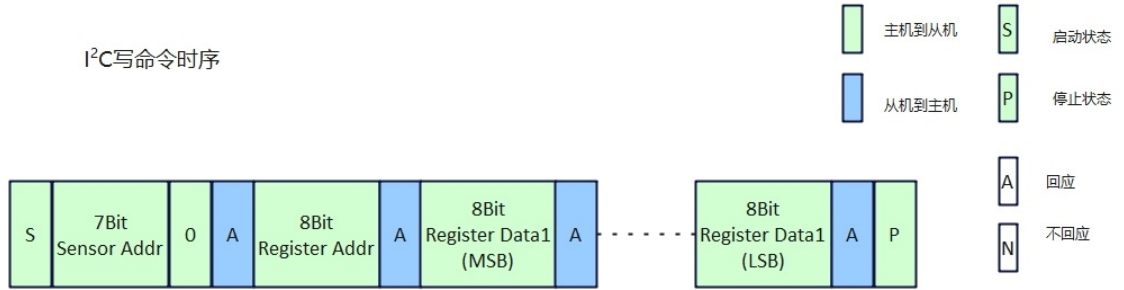 I²C写命令时序
主机到从机
S
启动状态
从机到主机
P
停止状态
A
回应
N
不回应
S
7Bit
Sensor Addr
0
A
8Bit
Register Addr
A
8Bit
Register Data1
(MSB)
A
8Bit
Register Data1
(LSB)
A
P